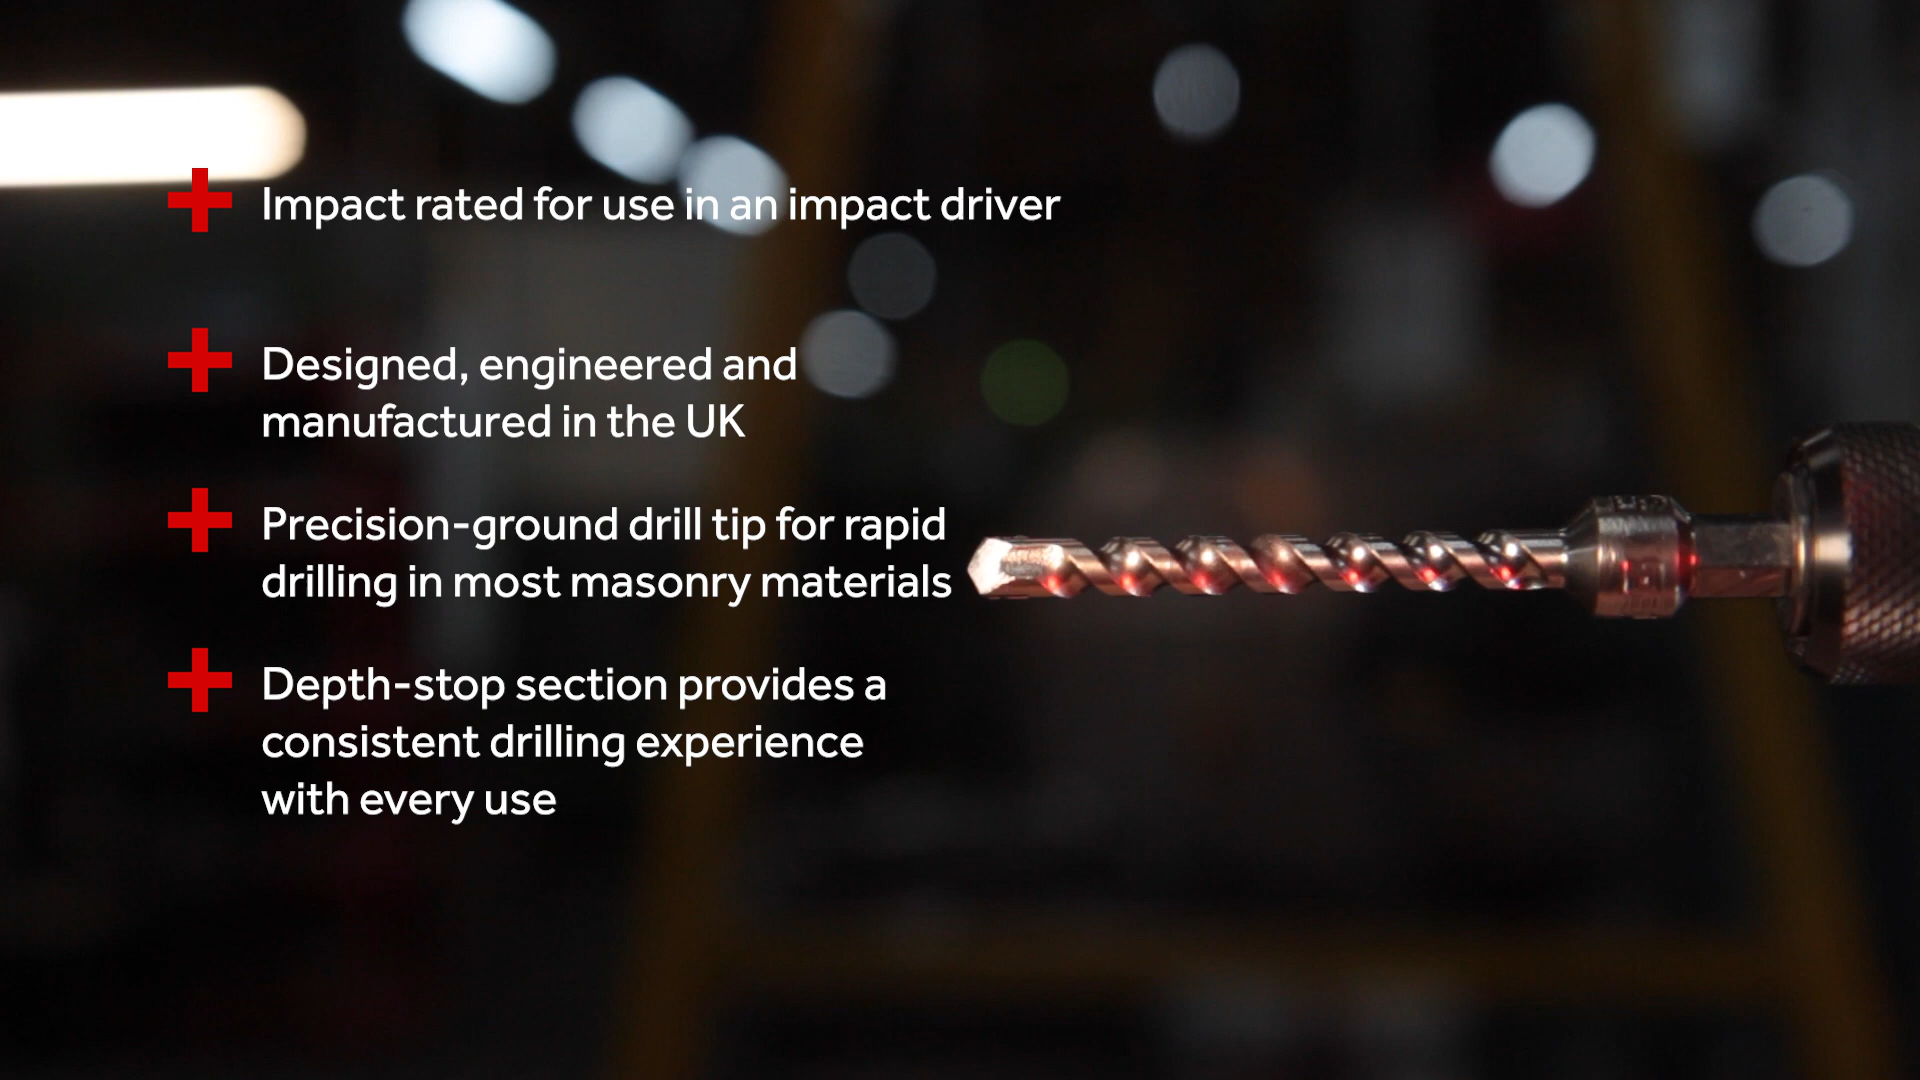 Impact rated for use in an impact driver
Designed, engineered and
manufactured in the UK
Precision-ground drill tip for rapid
drilling in most masonry materials
Depth-stop section provides a
consistent drilling experience
with every use